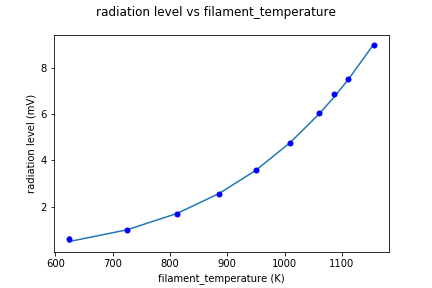 radiation level vs filament_temperature
radiation level (mV)
8
6
4
2
600 700 800 900 1000 1100
filament_temperature (K)